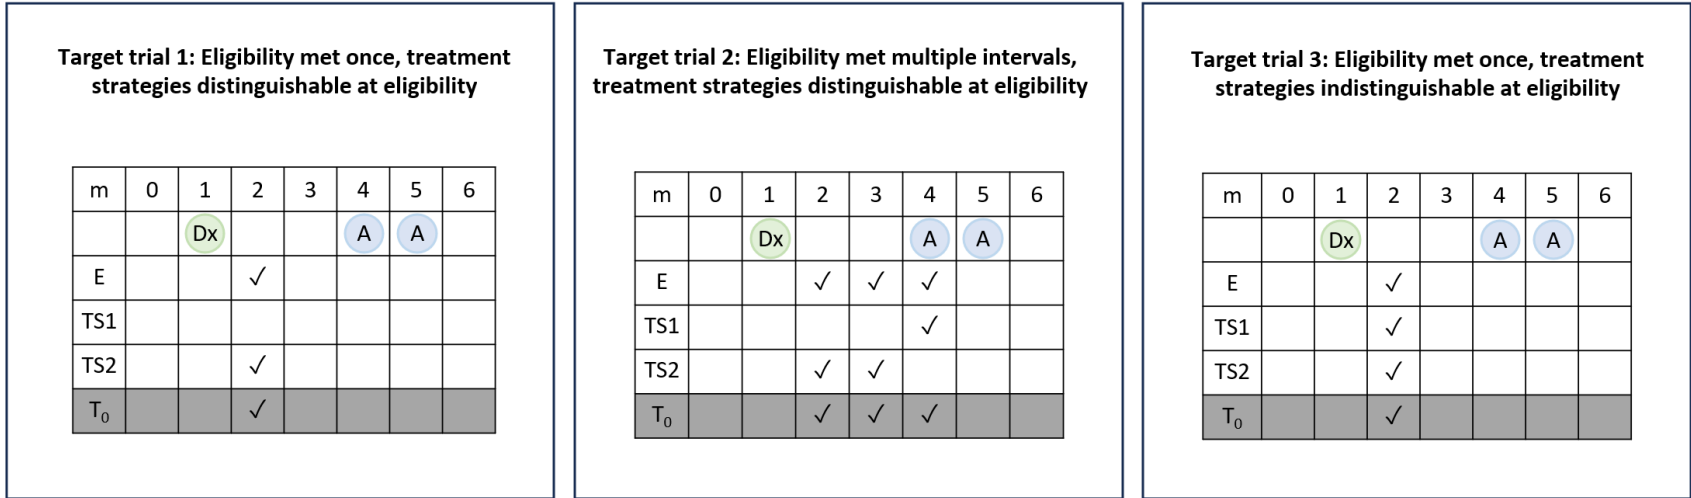 Target trial 1: Eligibility met once, treatment
strategies distinguishable at eligibility
m 0 1 2 3 4 5 6
Dx A A
E ✓
TS1
TS2 ✓
T₀ ✓
Target trial 2: Eligibility met multiple intervals,
treatment strategies distinguishable at eligibility
m 0 1 2 3 4 5 6
Dx A A
E ✓ ✓ ✓
TS1 ✓
TS2 ✓ ✓
T₀ ✓ ✓ ✓
Target trial 3: Eligibility met once, treatment
strategies indistinguishable at eligibility
m 0 1 2 3 4 5 6
Dx A A
E ✓
TS1 ✓
TS2 ✓
T₀ ✓